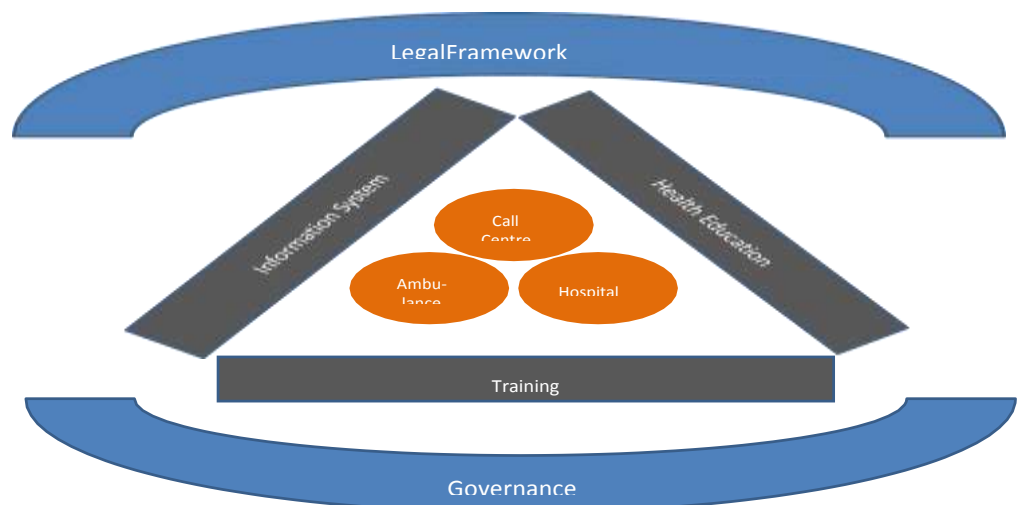 LegalFramework
Information System
Health Education
Call
Centre
Ambu-
lance
Hospital
Training
Governance